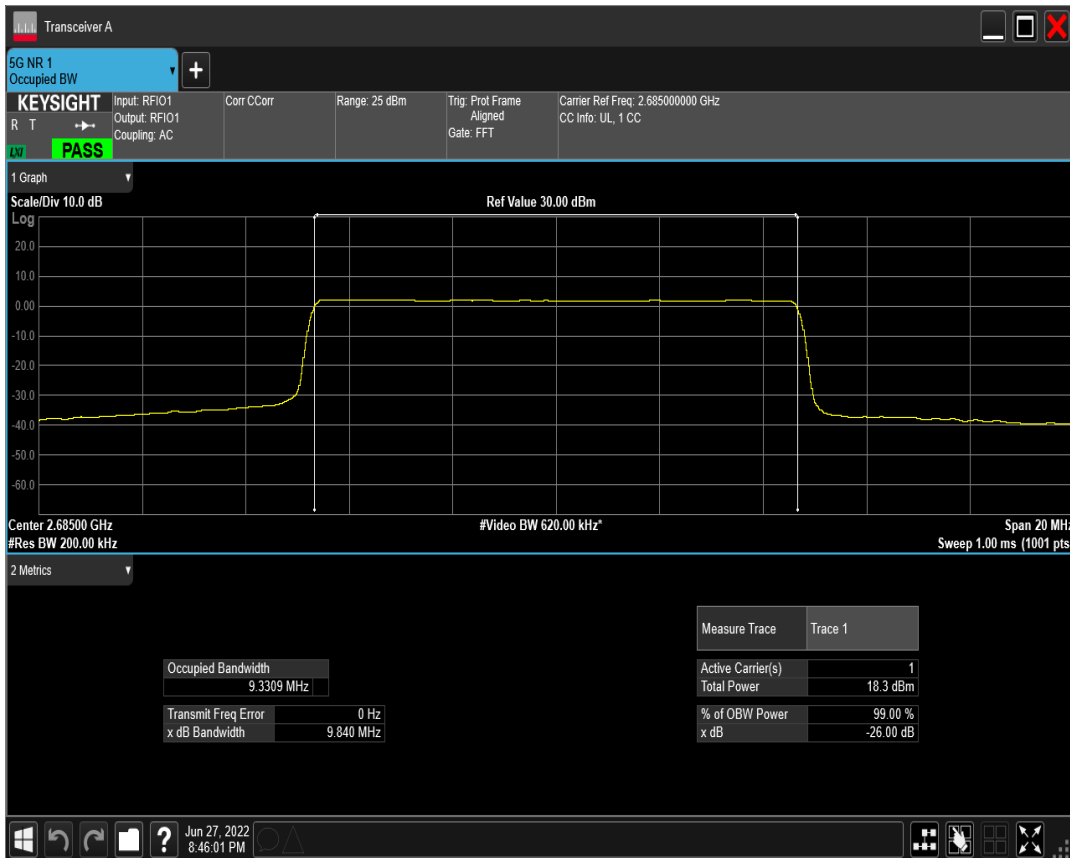 Transceiver A
5G NR 1
Occupied BW
KEYSIGHT
R T
LXI
PASS
Input: RFIO1
Output: RFIO1
Coupling: AC
Corr CCorr
Range: 25 dBm
Trig: Prot Frame
Aligned
Gate: FFT
Carrier Ref Freq: 2.685000000 GHz
CC Info: UL, 1 CC
1 Graph
Scale/Div 10.0 dB
Ref Value 30.00 dBm
Log
20.0
10.0
0.00
-10.0
-20.0
-30.0
-40.0
-50.0
-60.0
Center 2.68500 GHz
#Video BW 620.00 kHz*
Span 20 MHz
#Res BW 200.00 kHz
Sweep 1.00 ms (1001 pts
2 Metrics
Measure Trace Trace 1
Occupied Bandwidth
9.3309 MHz
Active Carrier(s) 1
Total Power 18.3 dBm
Transmit Freq Error 0 Hz
x dB Bandwidth 9.840 MHz
% of OBW Power 99.00 %
x dB -26.00 dB
?
Jun 27, 2022
8:46:01 PM